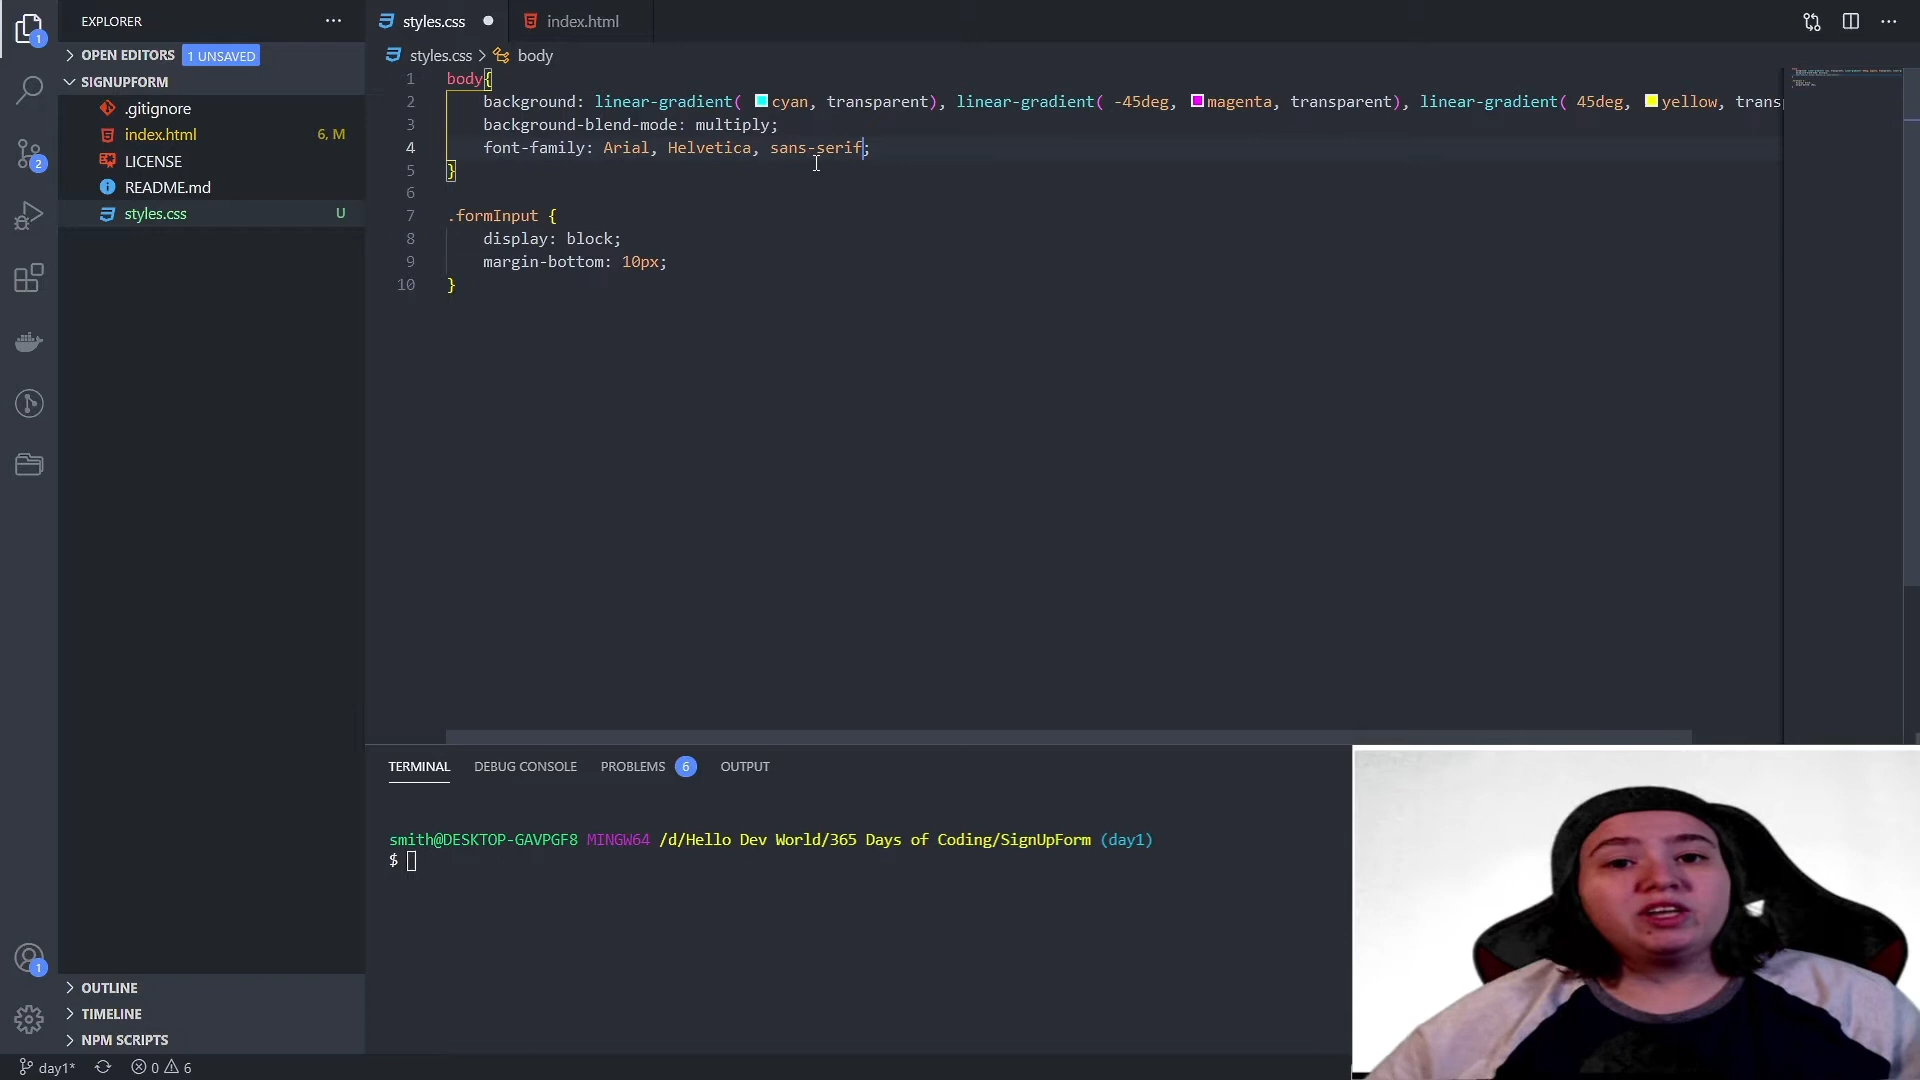 EXPLORER
OPEN EDITORS 1 UNSAVED
SIGNUPFORM
.gitignore
index.html 6, M
LICENSE
README.md
styles.css U
OUTLINE
TIMELINE
NPM SCRIPTS
1
2
1
styles.css
index.html
styles.css > body
1 body{
2 background: linear-gradient( cyan, transparent), linear-gradient( -45deg, magenta, transparent), linear-gradient( 45deg, yellow, trans
3 background-blend-mode: multiply;
4 font-family: Arial, Helvetica, sans-serif;
5 }
6
7 .formInput {
8 display: block;
9 margin-bottom: 10px;
10 }
TERMINAL DEBUG CONSOLE PROBLEMS 6 OUTPUT
smith@DESKTOP-GAVPGF8 MINGW64 /d/Hello Dev World/365 Days of Coding/SignUpForm (day1)
$
day1* 0 6